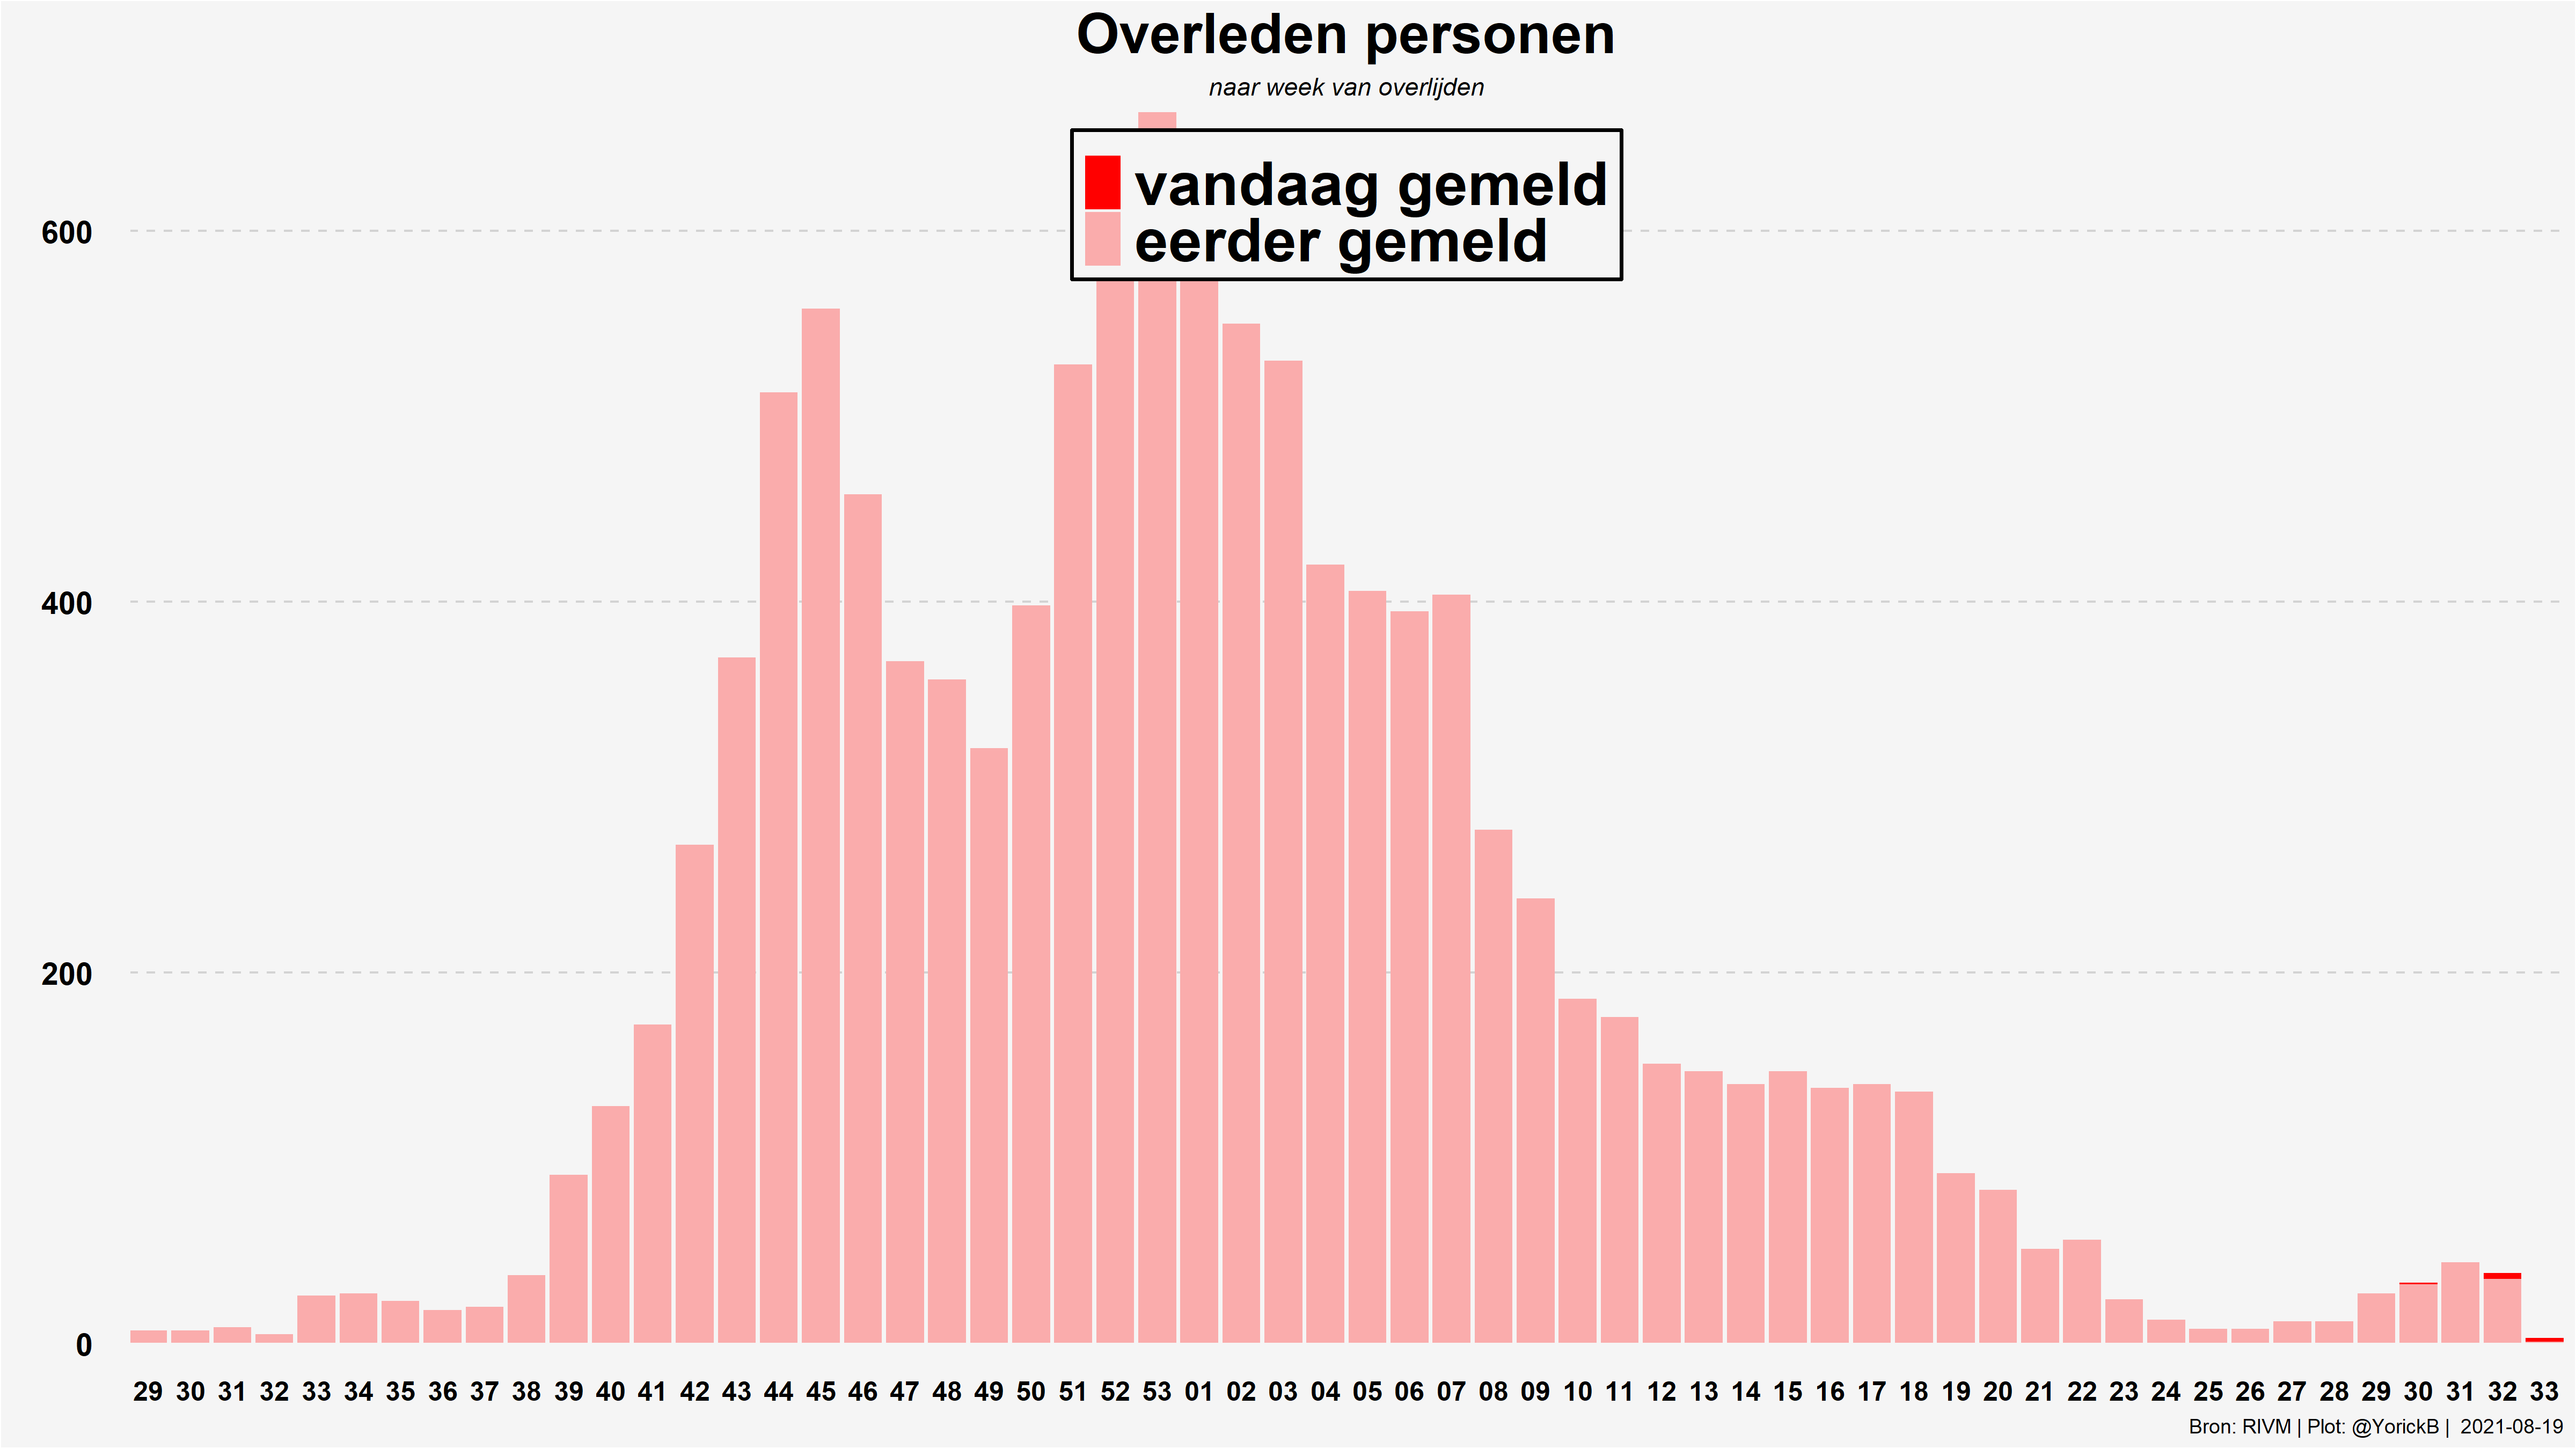 Overleden personen
naar week van overlijden
vandaag gemeld
eerder gemeld
600
400
200
0
29 30 31 32 33 34 35 36 37 38 39 40 41 42 43 44 45 46 47 48 49 50 51 52 53 01 02 03 04 05 06 07 08 09 10 11 12 13 14 15 16 17 18 19 20 21 22 23 24 25 26 27 28 29 30 31 32 33
Bron: RIVM | Plot: @YorickB | 2021-08-19